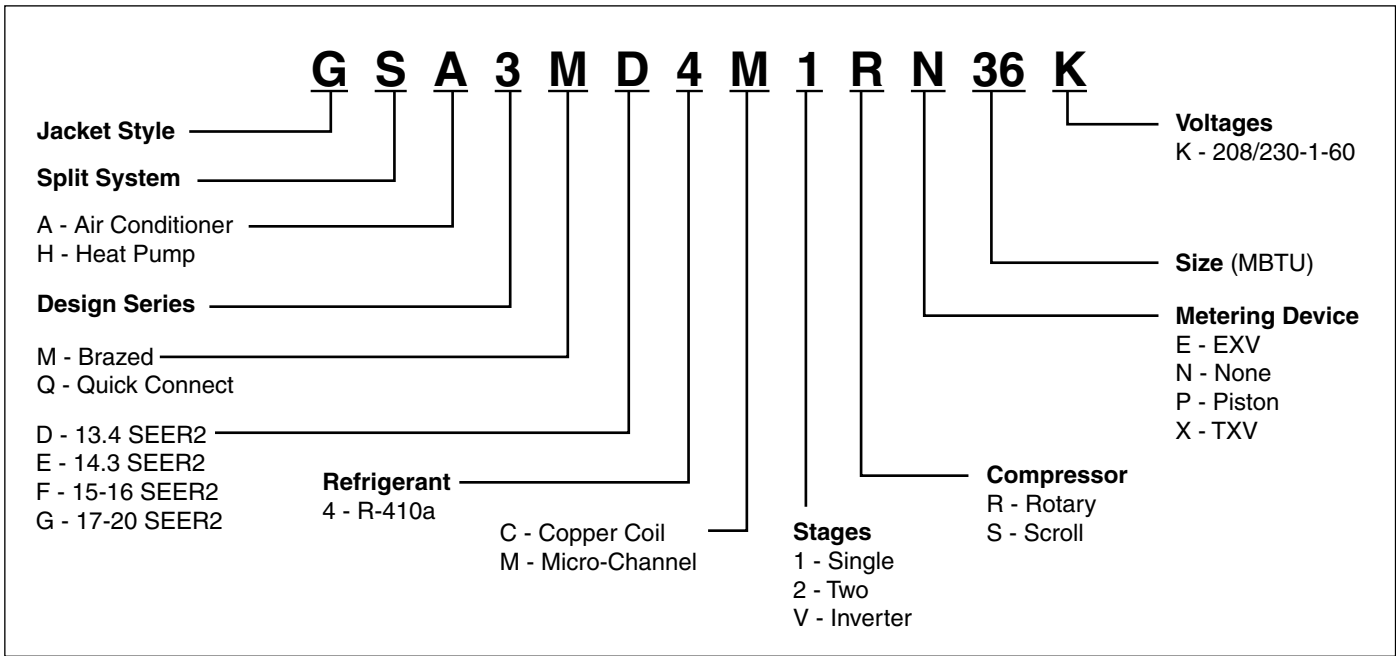 G S A 3 M D 4 M 1 R N 36 K
Jacket Style
Split System
A - Air Conditioner
H - Heat Pump
Design Series
M - Brazed
Q - Quick Connect
D - 13.4 SEER2
E - 14.3 SEER2
F - 15-16 SEER2
G - 17-20 SEER2
Refrigerant
4 - R-410a
C - Copper Coil
M - Micro-Channel
Stages
1 - Single
2 - Two
V - Inverter
Compressor
R - Rotary
S - Scroll
Metering Device
E - EXV
N - None
P - Piston
X - TXV
Size (MBTU)
Voltages
K - 208/230-1-60